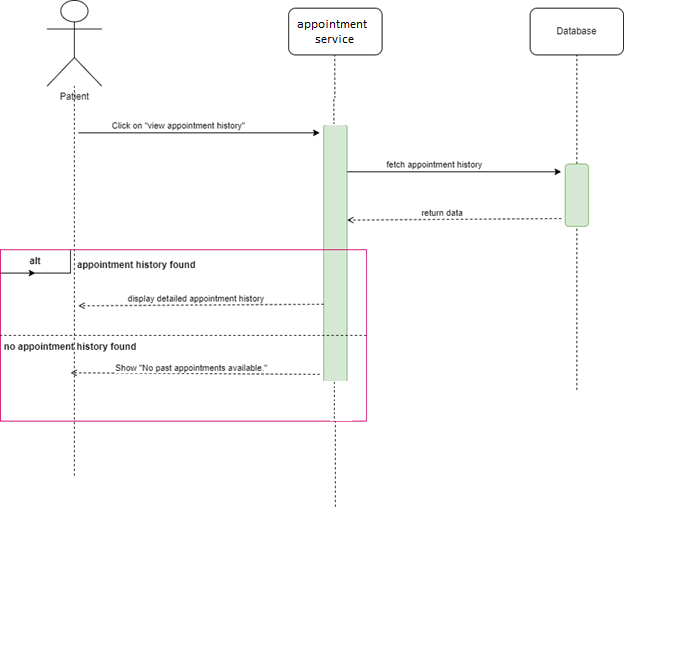 appointment
service
Database
Patient
Click on "view appointment history"
fetch appointment history
return data
alt
appointment history found
display detailed appointment history
no appointment history found
Show "No past appointments available."